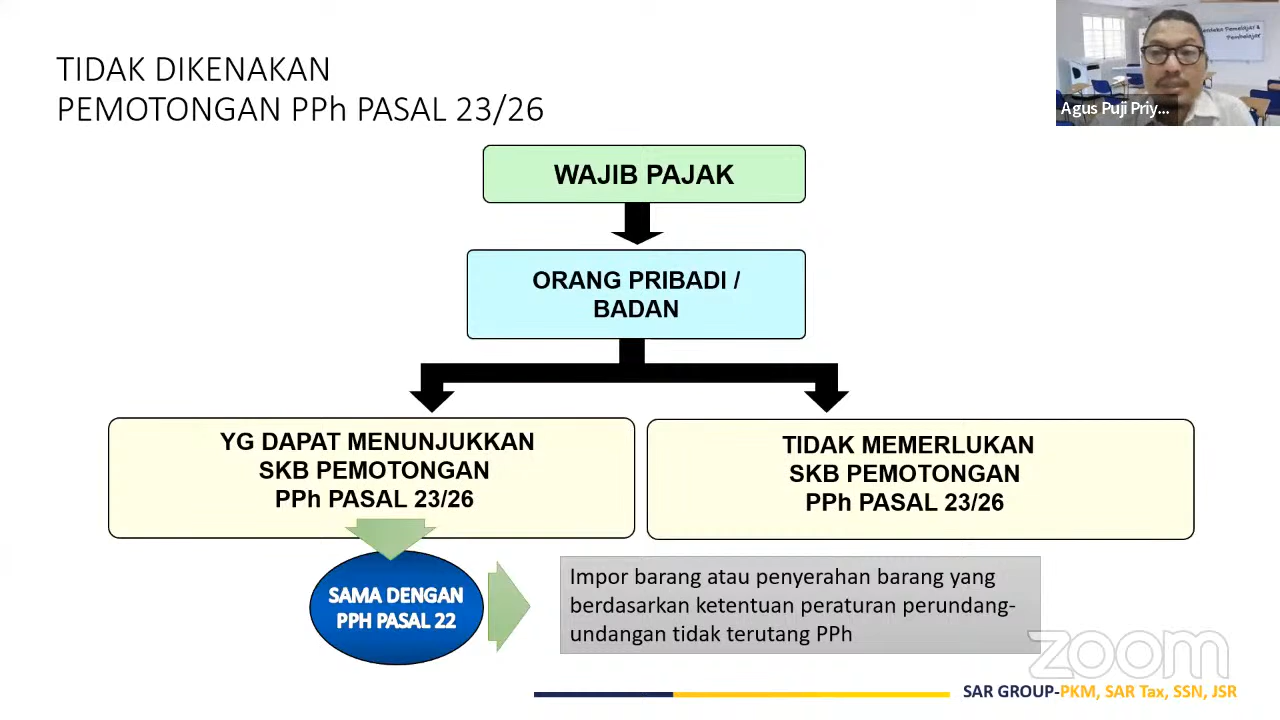 TIDAK DIKENAKAN
PEMOTONGAN PPh PASAL 23/26
Pembelajar
Agus Puji Priy...
WAJIB PAJAK
ORANG PRIBADI /
BADAN
YG DAPAT MENUNJUKKAN
SKB PEMOTONGAN
PPh PASAL 23/26
TIDAK MEMERLUKAN
SKB PEMOTONGAN
PPh PASAL 23/26
SAMA DENGAN
PPH PASAL 22
Impor barang atau penyerahan barang yang
berdasarkan ketentuan peraturan perundang-
undangan tidak terutang PPh
zoom
SAR GROUP-PKM, SAR Tax, SSN, JSR